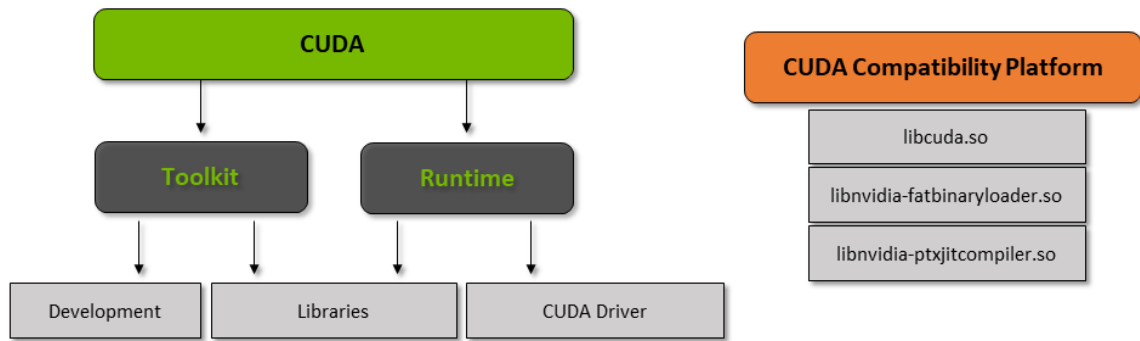 CUDA
Toolkit
Runtime
Development
Libraries
CUDA Driver
CUDA Compatibility Platform
libcuda.so
libnvidia-fatbinaryloader.so
libnvidia-ptxjitcompiler.so